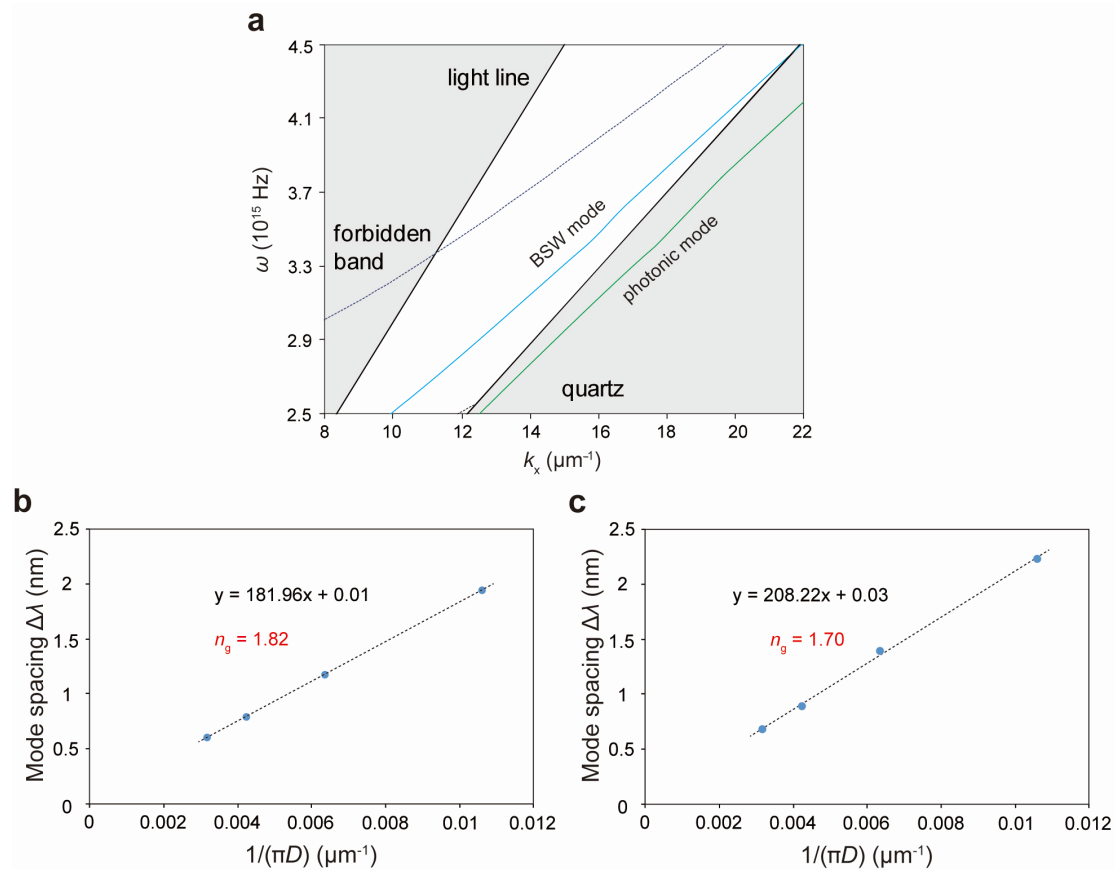 a
4.5
4.1
3.7
3.3
2.9
2.5
ω (10¹⁵ Hz)
light line
forbidden
band
BSW mode
photonic mode
quartz
8 10 12 14 16 18 20 22
kₓ (µm⁻¹)
b
2.5
2
1.5
1
0.5
0
Mode spacing Δλ (nm)
y = 181.96x + 0.01
n_g = 1.82
0 0.002 0.004 0.006 0.008 0.01 0.012
1/(πD) (µm⁻¹)
c
2.5
2
1.5
1
0.5
0
Mode spacing Δλ (nm)
y = 208.22x + 0.03
n_g = 1.70
0 0.002 0.004 0.006 0.008 0.01 0.012
1/(πD) (µm⁻¹)